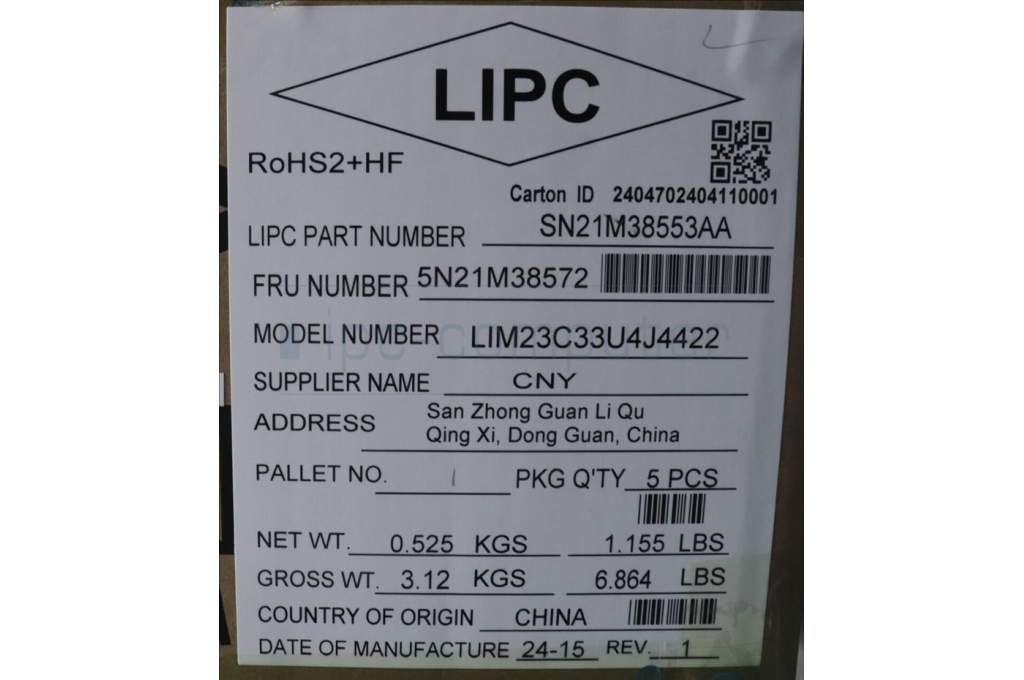 LIPC
RoHS2+HF
Carton ID 2404702404110001
LIPC PART NUMBER SN21M38553AA
FRU NUMBER 5N21M38572
MODEL NUMBER LIM23C33U4J4422
ipc-computer
SUPPLIER NAME CNY
ADDRESS San Zhong Guan Li Qu
Qing Xi, Dong Guan, China
PALLET NO. 1 PKG Q'TY 5 PCS
NET WT. 0.525 KGS 1.155 LBS
GROSS WT. 3.12 KGS 6.864 LBS
COUNTRY OF ORIGIN CHINA
DATE OF MANUFACTURE 24-15 REV. 1